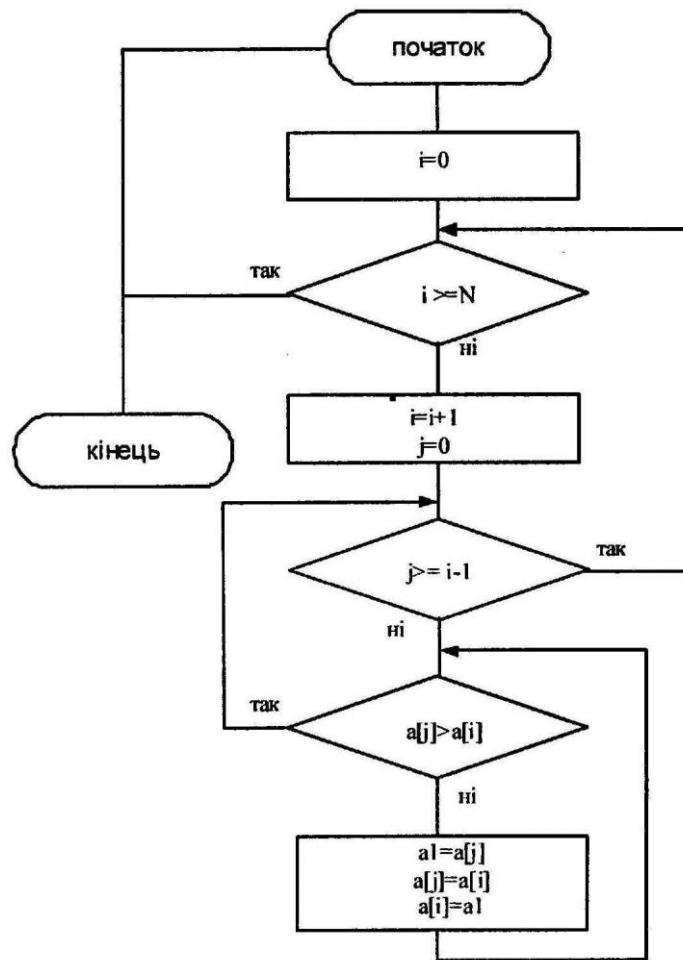 початок
i=0
так
i >=N
ні
i=i+1
j=0
кінець
j>= i-1
так
ні
так
a[j]>a[i]
ні
a1=a[j]
a[j]=a[i]
a[i]=a1